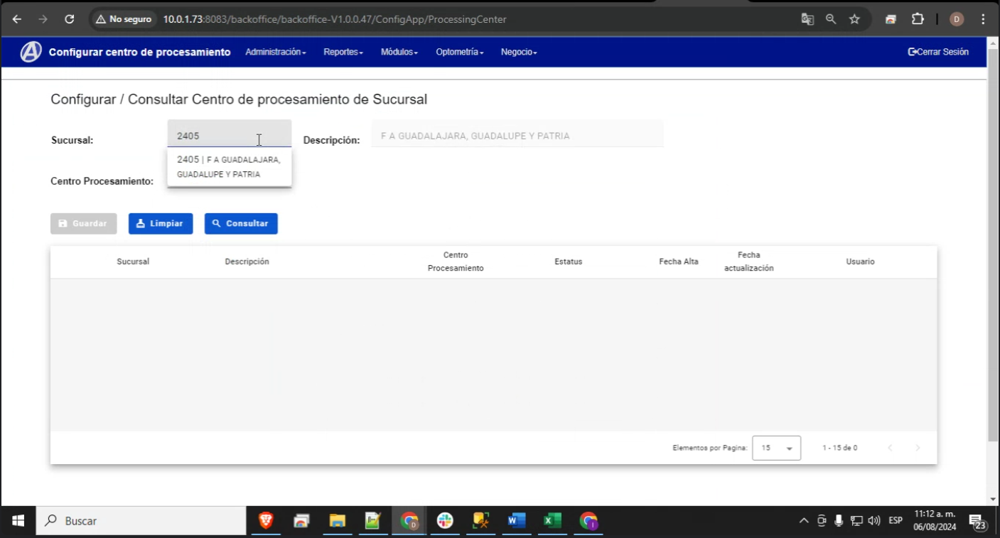 No seguro
10.0.1.73:8083/backoffice/backoffice-V1.0.0.47/ConfigApp/ProcessingCenter
D
A
Configurar centro de procesamiento
Administración
Reportes
Módulos
Optometría
Negocio
Cerrar Sesión
Configurar / Consultar Centro de procesamiento de Sucursal
Sucursal:
2405
Descripción:
F A GUADALAJARA, GUADALUPE Y PATRIA
2405 | F A GUADALAJARA,
GUADALUPE Y PATRIA
Centro Procesamiento:
Guardar
Limpiar
Consultar
Sucursal
Descripción
Centro
Procesamiento
Estatus
Fecha Alta
Fecha
actualización
Usuario
Elementos por Pagina:
15
1 - 15 de 0
Buscar
D
W
X
I
ESP
11:12 a. m.
06/08/2024
23